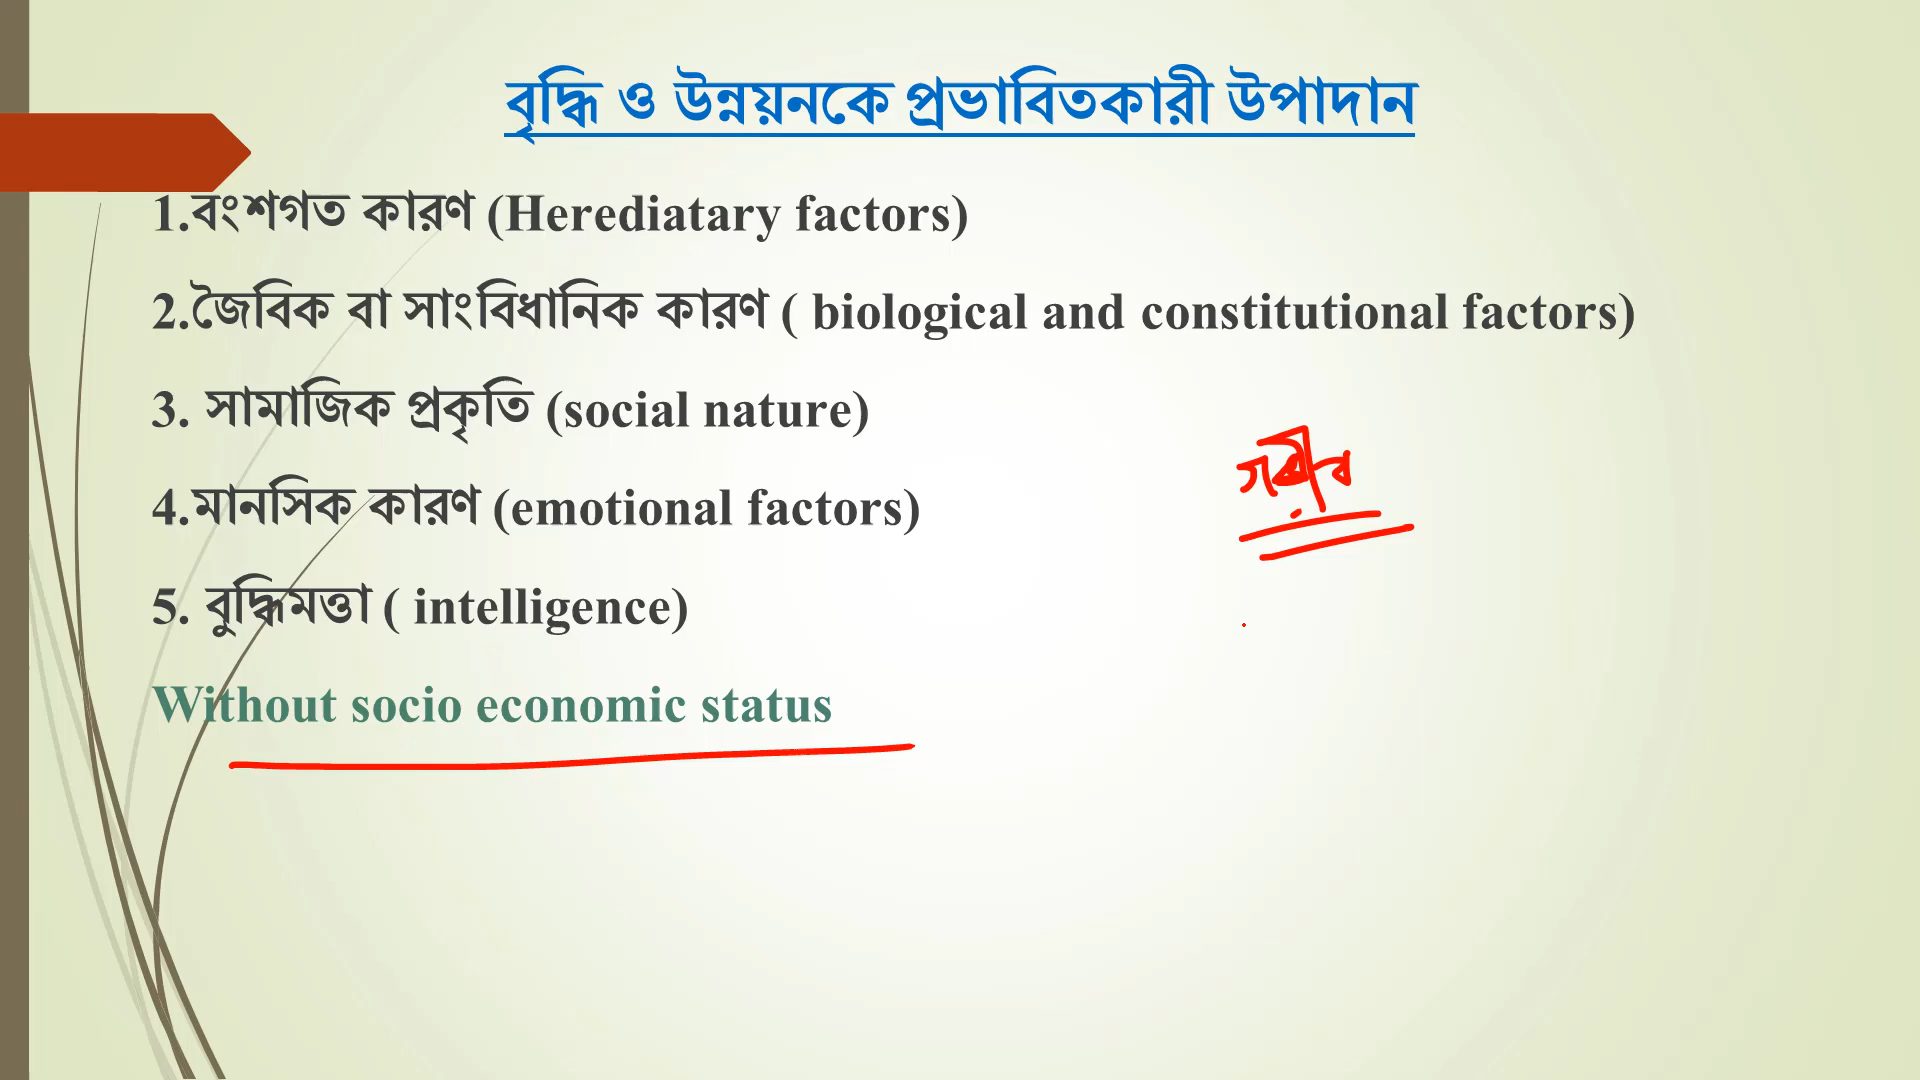 বৃদ্ধি ও উন্নয়নকে প্রভাবিতকারী উপাদান
1.বংশগত কারণ (Herediatary factors)
2.জৈবিক বা সাংবিধানিক কারণ ( biological and constitutional factors)
3. সামাজিক প্রকৃতি (social nature)
গরীব
4.মানসিক কারণ (emotional factors)
5. বুদ্ধিমত্তা ( intelligence)
Without socio economic status